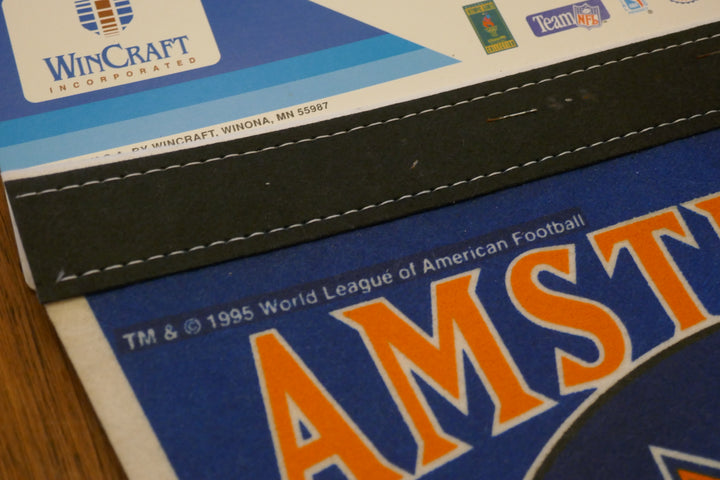 WINCRAFT
INCORPORATED
Team NFL
BY WINCRAFT, WINONA, MN 55987
TM & © 1995 World League of American Football
AMST